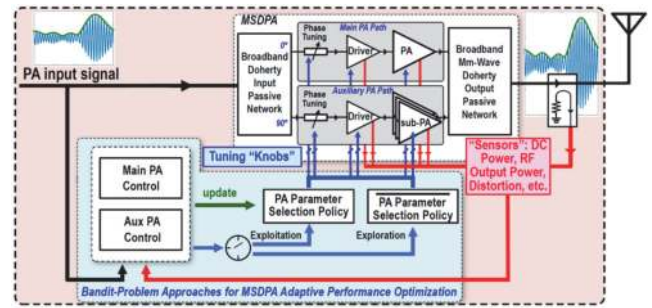 MSDPA
PA input signal
Broadband
Doherty
Input
Passive
Network
0°
90°
Main PA Path
Phase
Tuning
Driver
PA
Auxiliary PA Path
Phase
Tuning
Driver
sub-PA
Broadband
Mm-Wave
Doherty
Output
Passive
Network
Tuning "Knobs"
"Sensors": DC
Power, RF
Output Power,
Distortion, etc.
Main PA
Control
Aux PA
Control
update
PA Parameter
Selection Policy
PA Parameter
Selection Policy
Exploitation
Exploration
Bandit-Problem Approaches for MSDPA Adaptive Performance Optimization